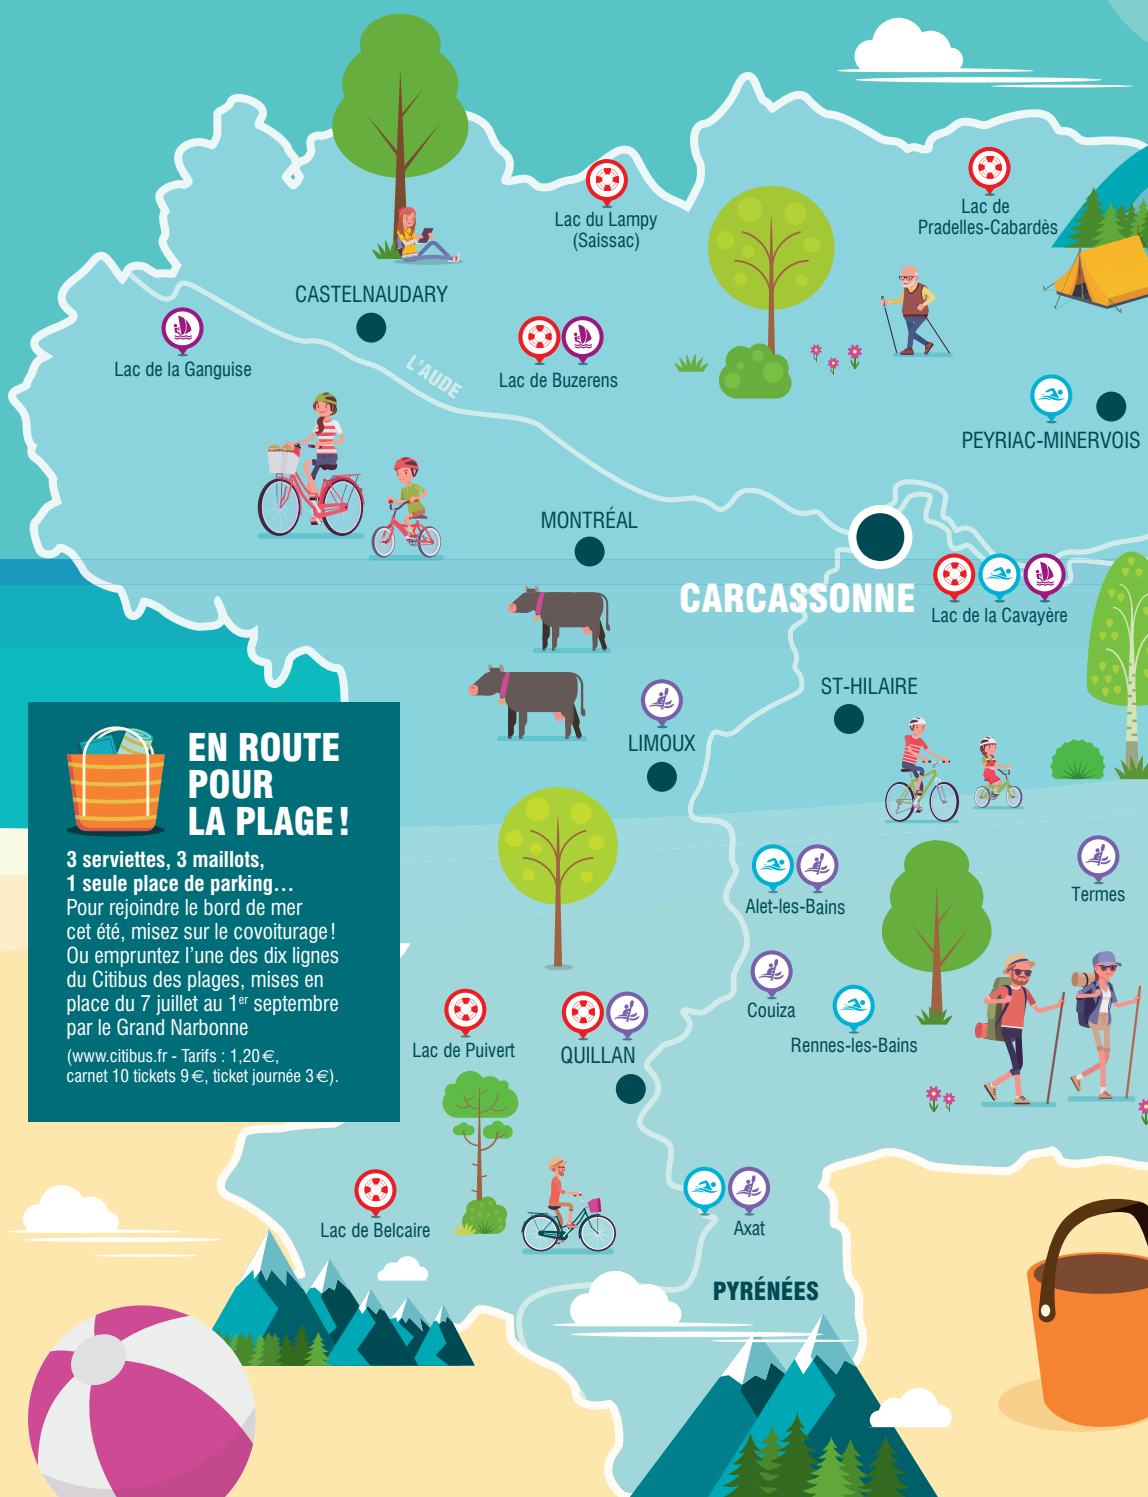 Lac du Lampy
(Saissac)
Lac de
Pradelles-Cabardès
CASTELNAUDARY
Lac de la Ganguise
L'AUDE
Lac de Buzerens
PEYRIAC-MINERVOIS
MONTRÉAL
CARCASSONNE
Lac de la Cavayère
ST-HILAIRE
LIMOUX
EN ROUTE
POUR
LA PLAGE !
3 serviettes, 3 maillots,
1 seule place de parking…
Pour rejoindre le bord de mer
cet été, misez sur le covoiturage !
Ou empruntez l’une des dix lignes
du Citibus des plages, mises en
place du 7 juillet au 1er septembre
par le Grand Narbonne
(www.citibus.fr - Tarifs : 1,20 €,
carnet 10 tickets 9 €, ticket journée 3 €).
Alet-les-Bains
Termes
Couiza
Rennes-les-Bains
Lac de Puivert
QUILLAN
Lac de Belcaire
Axat
PYRÉNÉES